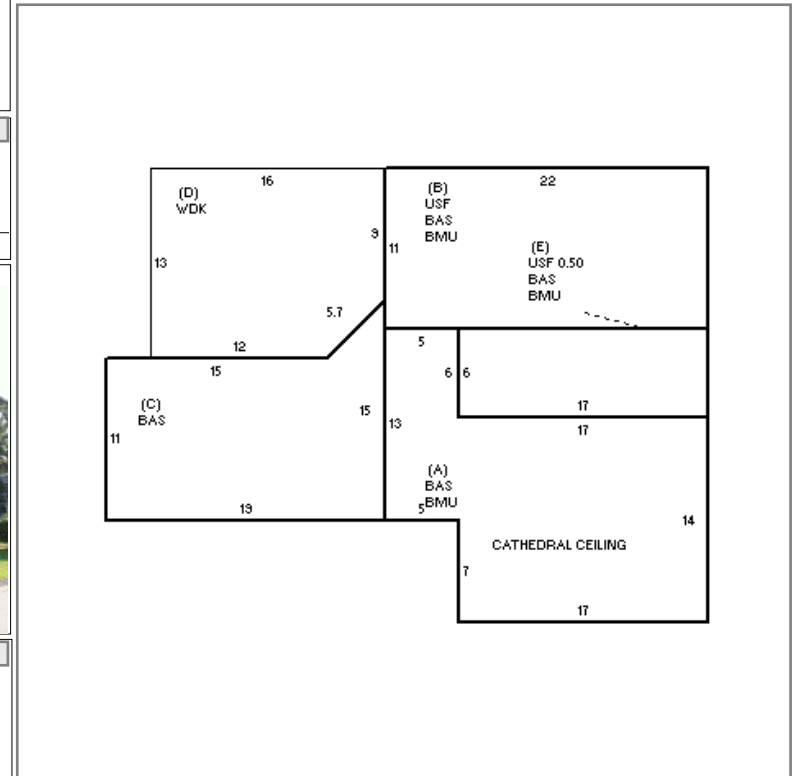 16
22
(D)
WDK
(B)
USF
BAS
BMU
9
11
(E)
USF 0.50
BAS
BMU
13
5.7
12
5
15
6
6
(C)
BAS
17
15
13
17
11
(A)
BAS
BMU
19
5
14
CATHEDRAL CEILING
7
17